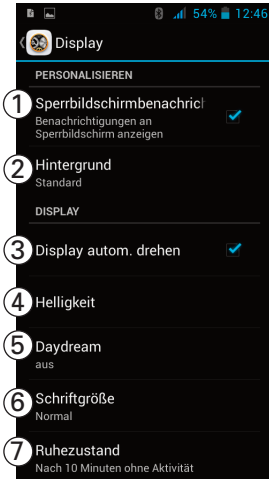 54% 12:46
Display
PERSONALISIEREN
1 Sperrbildschirmbenachrich
Benachrichtigungen an
Sperrbildschirm anzeigen
2 Hintergrund
Standard
DISPLAY
3 Display autom. drehen
4 Helligkeit
5 Daydream
aus
6 Schriftgröße
Normal
7 Ruhezustand
Nach 10 Minuten ohne Aktivität